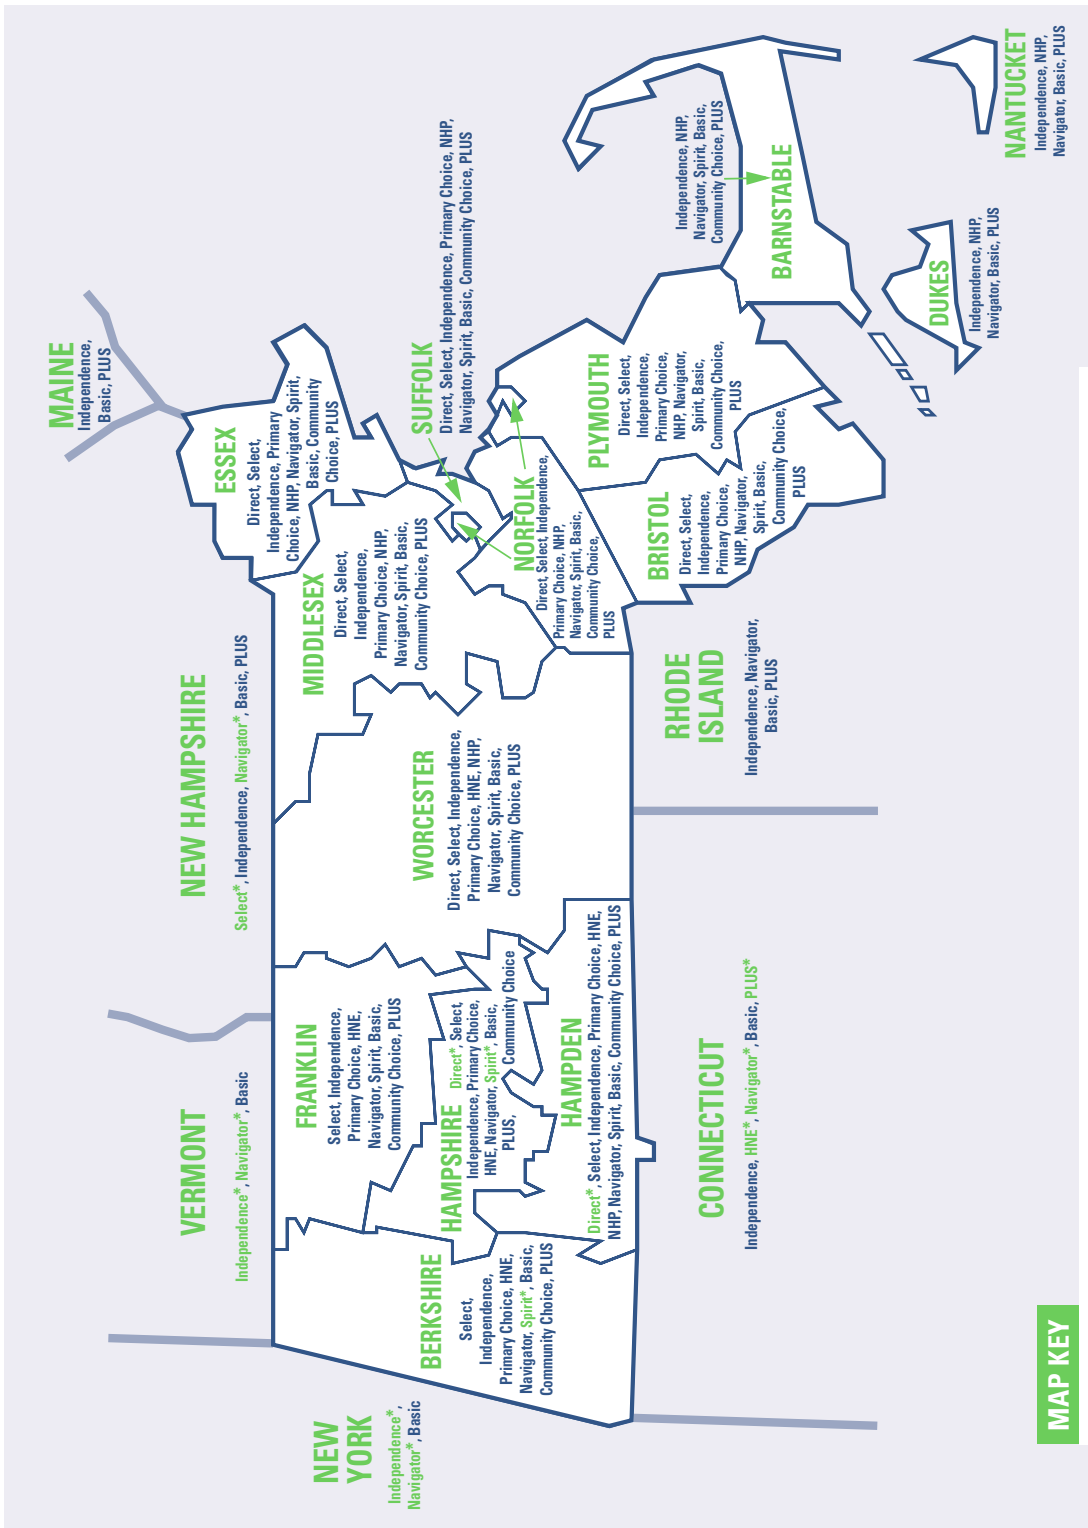 MAINE
Independence,
Basic, PLUS
NEW HAMPSHIRE
Select*, Independence, Navigator*, Basic, PLUS
VERMONT
Independence*, Navigator*, Basic
NEW
YORK
Independence*,
Navigator*, Basic
ESSEX
Direct, Select,
Independence, Primary
Choice, NHP, Navigator, Spirit,
Basic, Community
Choice, PLUS
MIDDLESEX
Direct, Select,
Independence,
Primary Choice, NHP,
Navigator, Spirit, Basic,
Community Choice, PLUS
SUFFOLK
Direct, Select, Independence, Primary Choice, NHP,
Navigator, Spirit, Basic, Community Choice, PLUS
NORFOLK
Direct, Select, Independence,
Primary Choice, NHP,
Navigator, Spirit, Basic,
Community Choice,
PLUS
WORCESTER
Direct, Select, Independence,
Primary Choice, HNE, NHP,
Navigator, Spirit, Basic,
Community Choice, PLUS
FRANKLIN
Select, Independence,
Primary Choice, HNE,
Navigator, Spirit, Basic,
Community Choice, PLUS
HAMPSHIRE
Direct*, Select,
Independence, Primary Choice,
HNE, Navigator, Spirit*, Basic,
PLUS, Community Choice
HAMPDEN
Direct*, Select, Independence, Primary Choice, HNE,
NHP, Navigator, Spirit, Basic, Community Choice, PLUS
BERKSHIRE
Select,
Independence,
Primary Choice, HNE,
Navigator, Spirit*, Basic,
Community Choice, PLUS
PLYMOUTH
Direct, Select,
Independence,
Primary Choice,
NHP, Navigator,
Spirit, Basic,
Community Choice,
PLUS
BRISTOL
Direct, Select,
Independence,
Primary Choice,
NHP, Navigator,
Spirit, Basic,
Community Choice,
PLUS
Independence, NHP,
Navigator, Spirit, Basic,
Community Choice, PLUS
BARNSTABLE
DUKES
Independence, NHP,
Navigator, Basic, PLUS
NANTUCKET
Independence, NHP,
Navigator, Basic, PLUS
RHODE
ISLAND
Independence, Navigator,
Basic, PLUS
CONNECTICUT
Independence, HNE*, Navigator*, Basic, PLUS*
MAP KEY